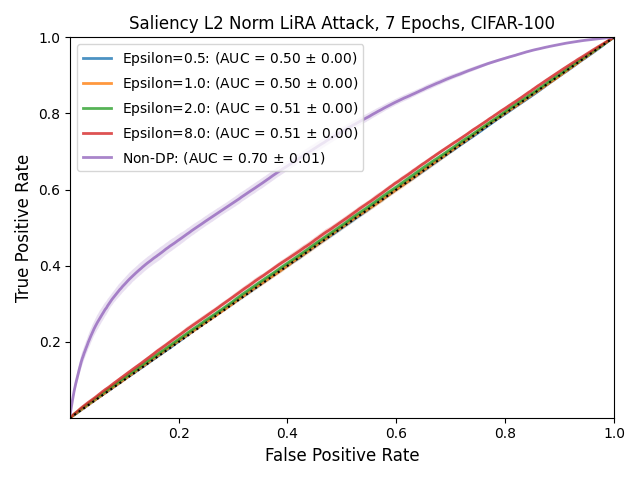 Saliency L2 Norm LiRA Attack, 7 Epochs, CIFAR-100
1.0
Epsilon=0.5: (AUC = 0.50 ± 0.00)
Epsilon=1.0: (AUC = 0.50 ± 0.00)
Epsilon=2.0: (AUC = 0.51 ± 0.00)
Epsilon=8.0: (AUC = 0.51 ± 0.00)
Non-DP: (AUC = 0.70 ± 0.01)
0.8
0.6
0.4
0.2
True Positive Rate
0.2 0.4 0.6 0.8 1.0
False Positive Rate